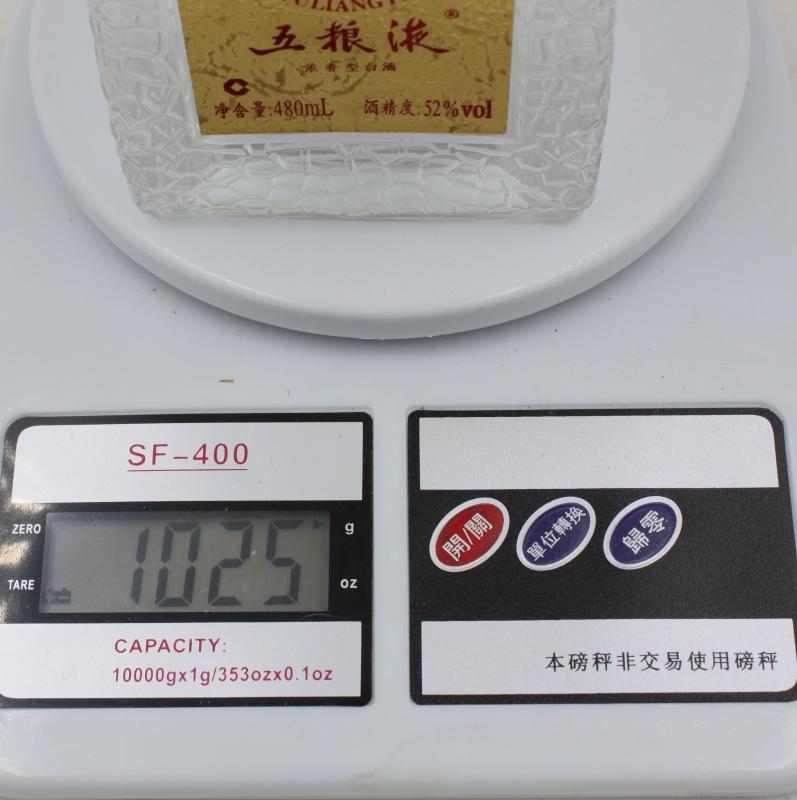 ULIANGY
五粮液®
浓香型白酒
净含量:480mL 酒精度:52%vol
SF-400
ZERO
1025
g
TARE
oz
CAPACITY:
10000gx1g/353ozx0.1oz
開/關
單位轉換
歸零
本磅秤非交易使用磅秤